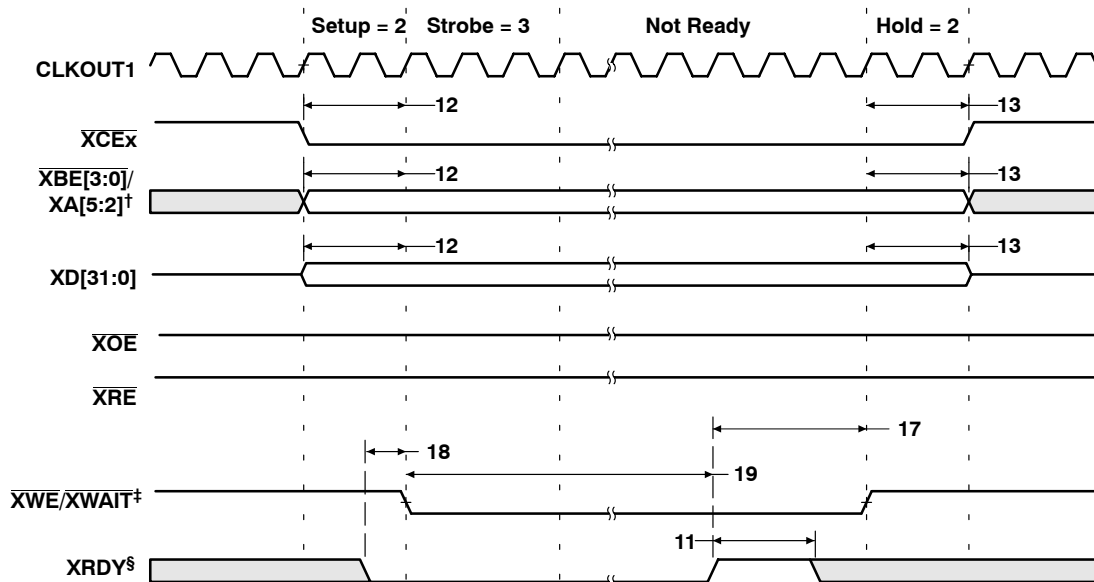 Setup = 2 Strobe = 3 Not Ready Hold = 2
CLKOUT1
12 13
XCEx
XBE[3:0]/
XA[5:2]†
12 13
XD[31:0]
12 13
XOE
XRE
17
18
19
XWE/XWAIT‡
11
XRDY§